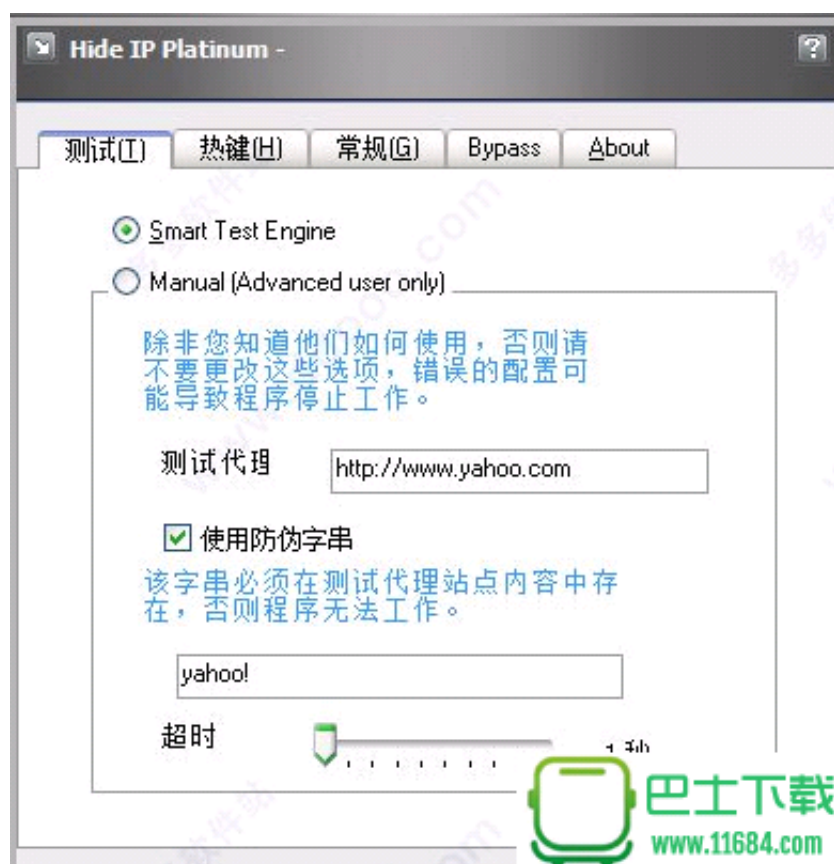 Hide IP Platinum -
测试(T) 热键(H) 常规(G) Bypass About
Smart Test Engine
Manual (Advanced user only)
除非您知道他们如何使用，否则请
不要更改这些选项，错误的配置可
能导致程序停止工作。
测试代理 http://www.yahoo.com
使用防伪字串
该字串必须在测试代理站点内容中存
在，否则程序无法工作。
yahoo!
超时 1 秒
巴士下载
www.11684.com